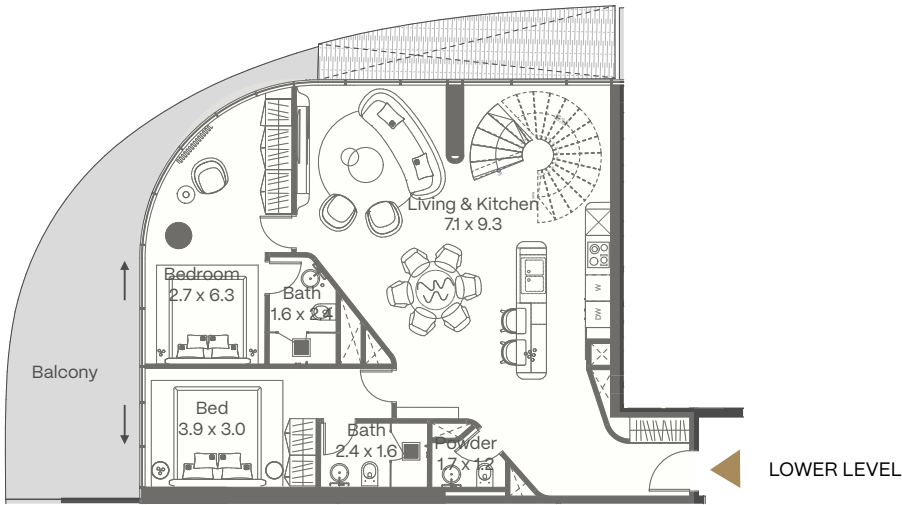 Living & Kitchen
7.1 x 9.3
Bedroom
2.7 x 6.3
Bath
1.6 x 2.4
W
DW
Balcony
Bed
3.9 x 3.0
Bath
2.4 x 1.6
Powder
1.7 x 1.2
LOWER LEVEL